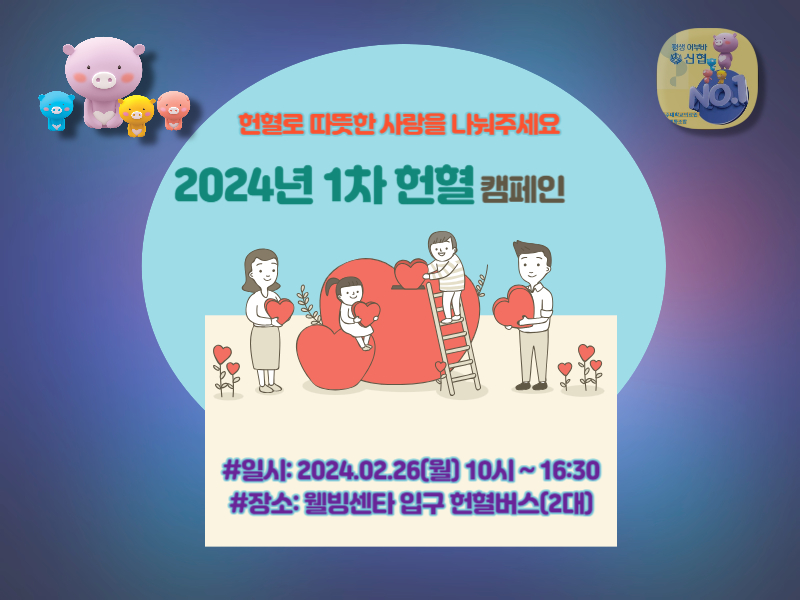 평생 어부바
신협
NO.1
헌혈로 따뜻한 사랑을 나눠주세요
2024년 1차 헌혈 캠페인
#일시: 2024.02.26(월) 10시 ~ 16:30
#장소: 웰빙센타 입구 헌혈버스(2대)